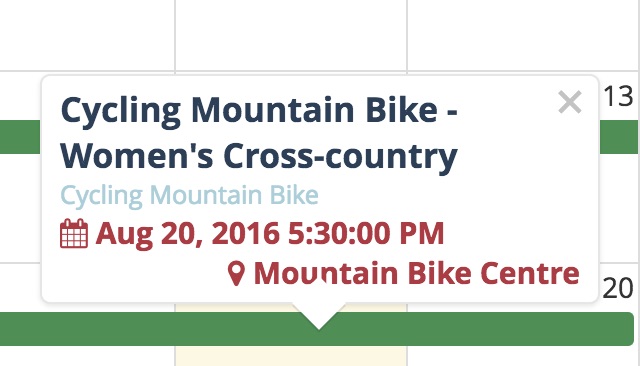 13
Cycling Mountain Bike -
Women's Cross-country
Cycling Mountain Bike
Aug 20, 2016 5:30:00 PM
Mountain Bike Centre
20